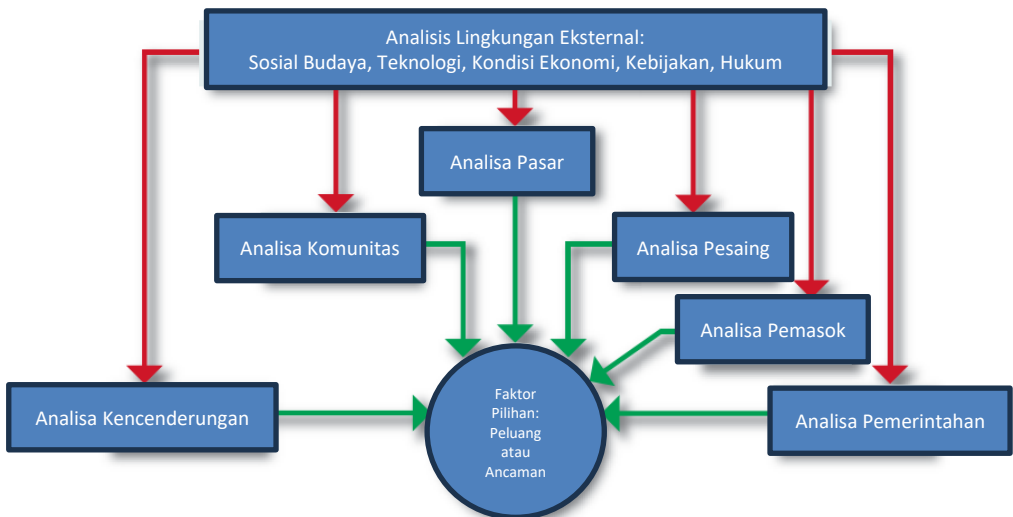 Analisis Lingkungan Eksternal:
Sosial Budaya, Teknologi, Kondisi Ekonomi, Kebijakan, Hukum
Analisa Pasar
Analisa Komunitas
Analisa Pesaing
Analisa Pemasok
Analisa Kencenderungan
Faktor
Pilihan:
Peluang
atau
Ancaman
Analisa Pemerintahan